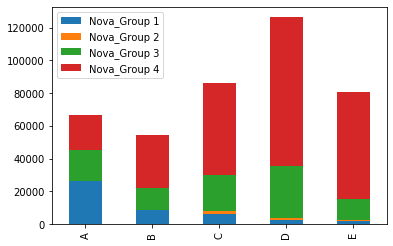 Nova_Group 1
Nova_Group 2
Nova_Group 3
Nova_Group 4
120000
100000
80000
60000
40000
20000
0
A B C D E